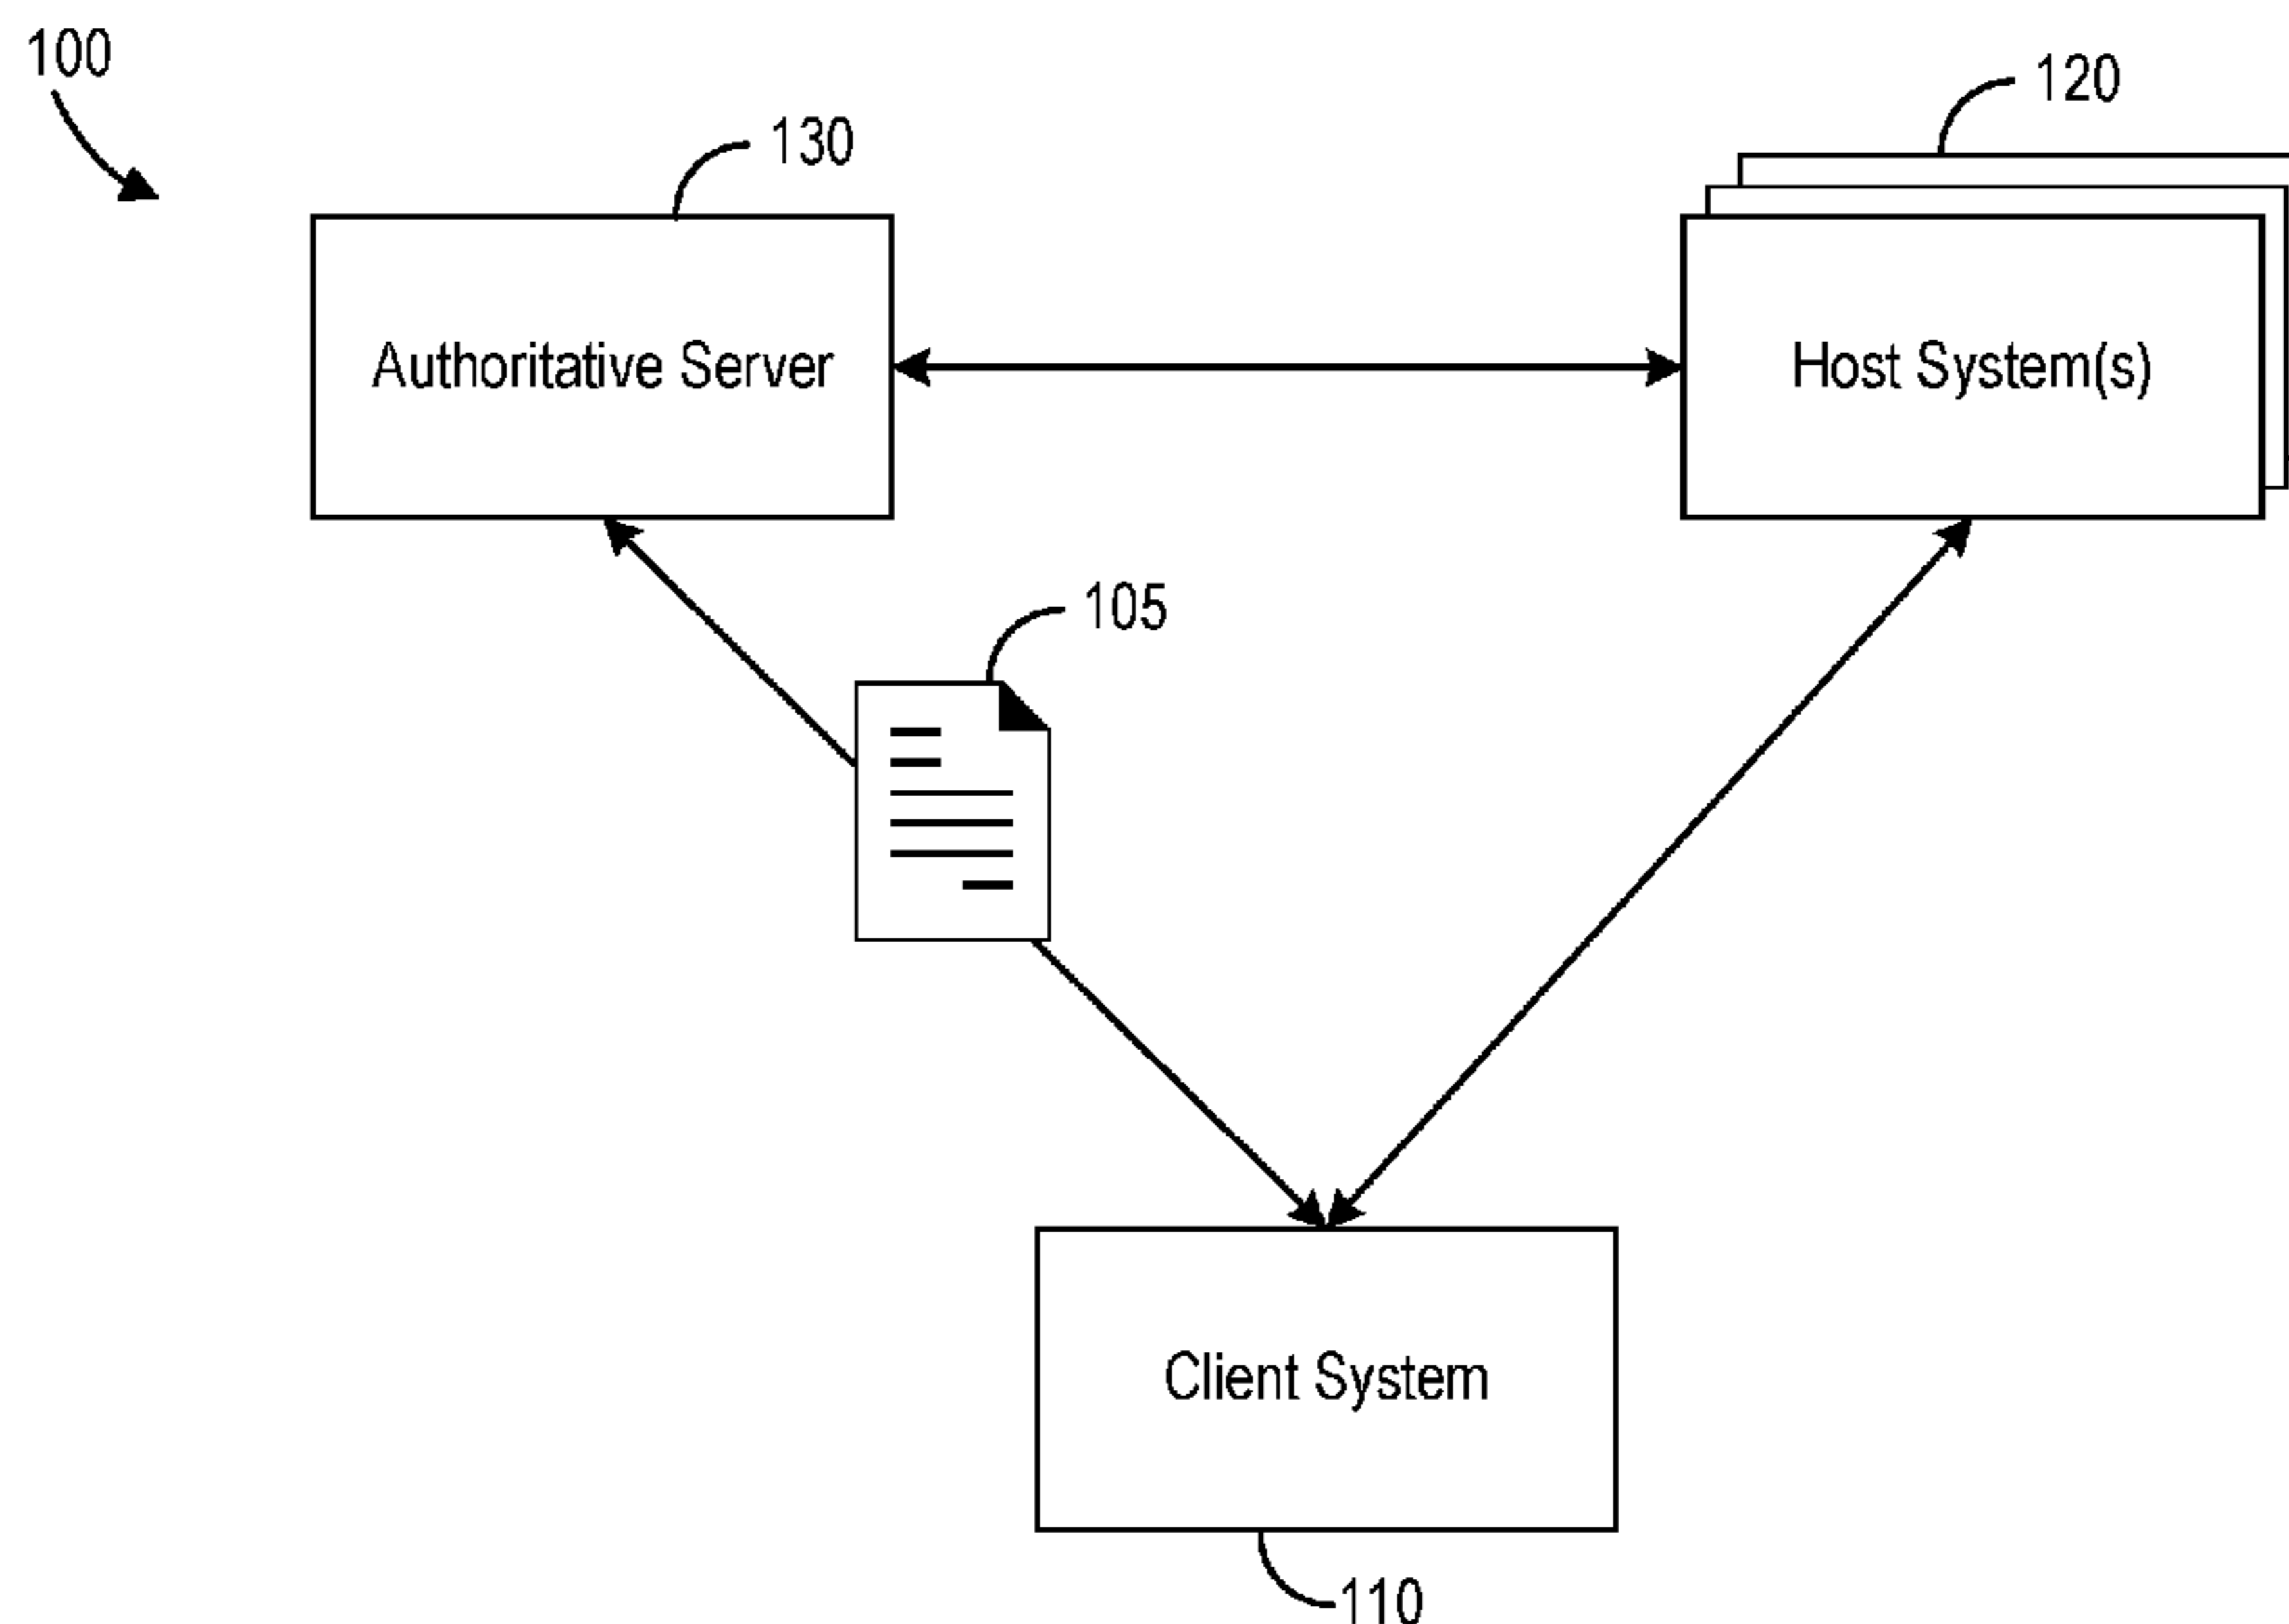 100
120
130
Authoritative Server
Host System(s)
105
Client System
110